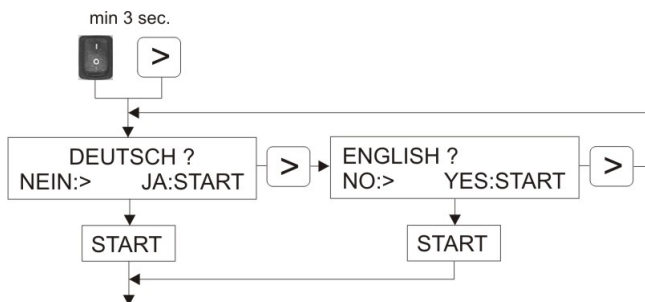 min 3 sec.
I
O
>
DEUTSCH ?
NEIN:> JA:START
>
ENGLISH ?
NO:> YES:START
>
START
START